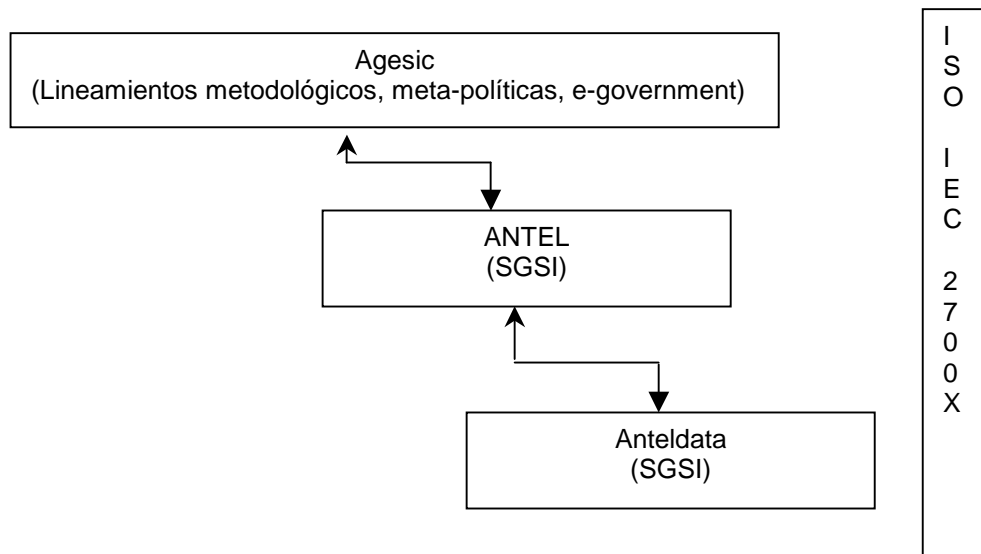 Agesic
(Lineamientos metodológicos, meta-políticas, e-government)
ANTEL
(SGSI)
Anteldata
(SGSI)
I
S
O
I
E
C
2
7
0
0
X